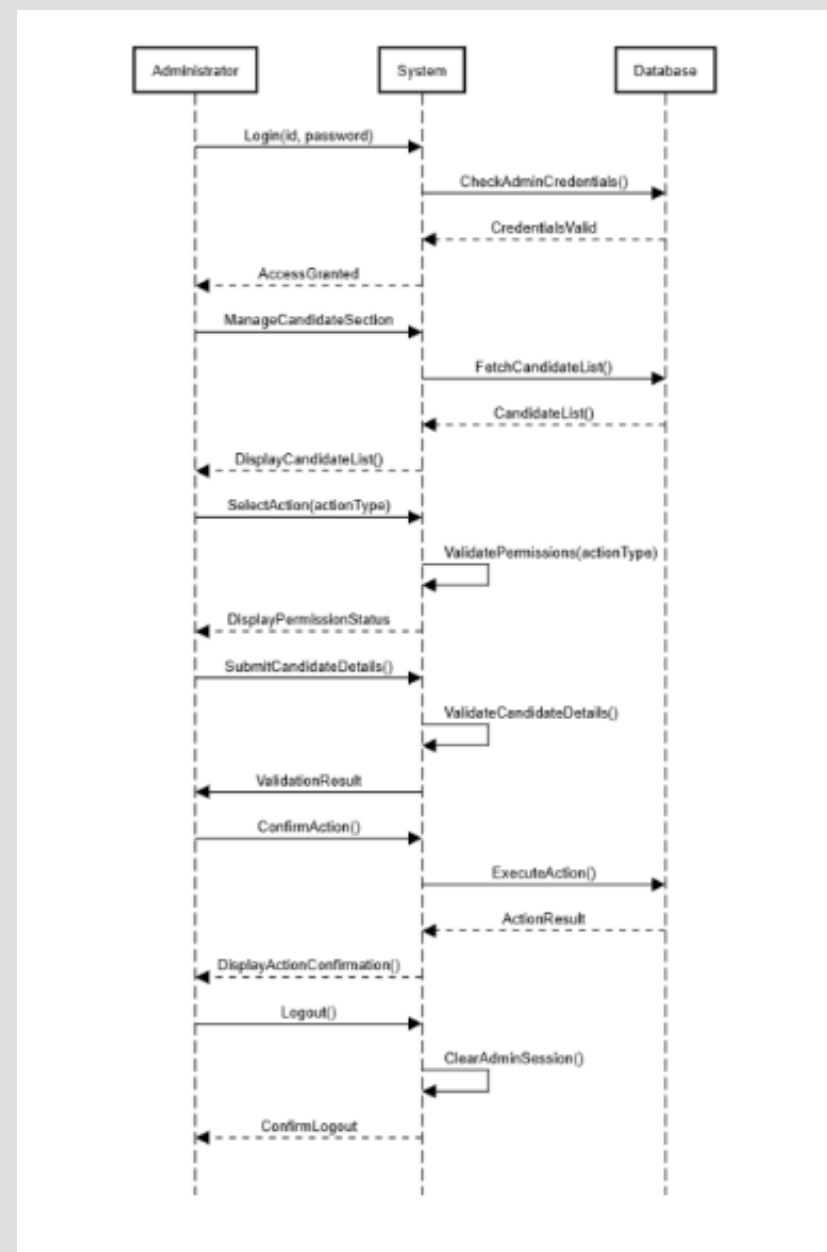 Administrator
System
Database
Login(id, password)
CheckAdminCredentials()
CredentialsValid
AccessGranted
ManageCandidateSection
FetchCandidateList()
CandidateList()
DisplayCandidateList()
SelectAction(actionType)
ValidatePermissions(actionType)
DisplayPermissionStatus
SubmitCandidateDetails()
ValidateCandidateDetails()
ValidationResult
ConfirmAction()
ExecuteAction()
ActionResult
DisplayActionConfirmation()
Logout()
ClearAdminSession()
ConfirmLogout